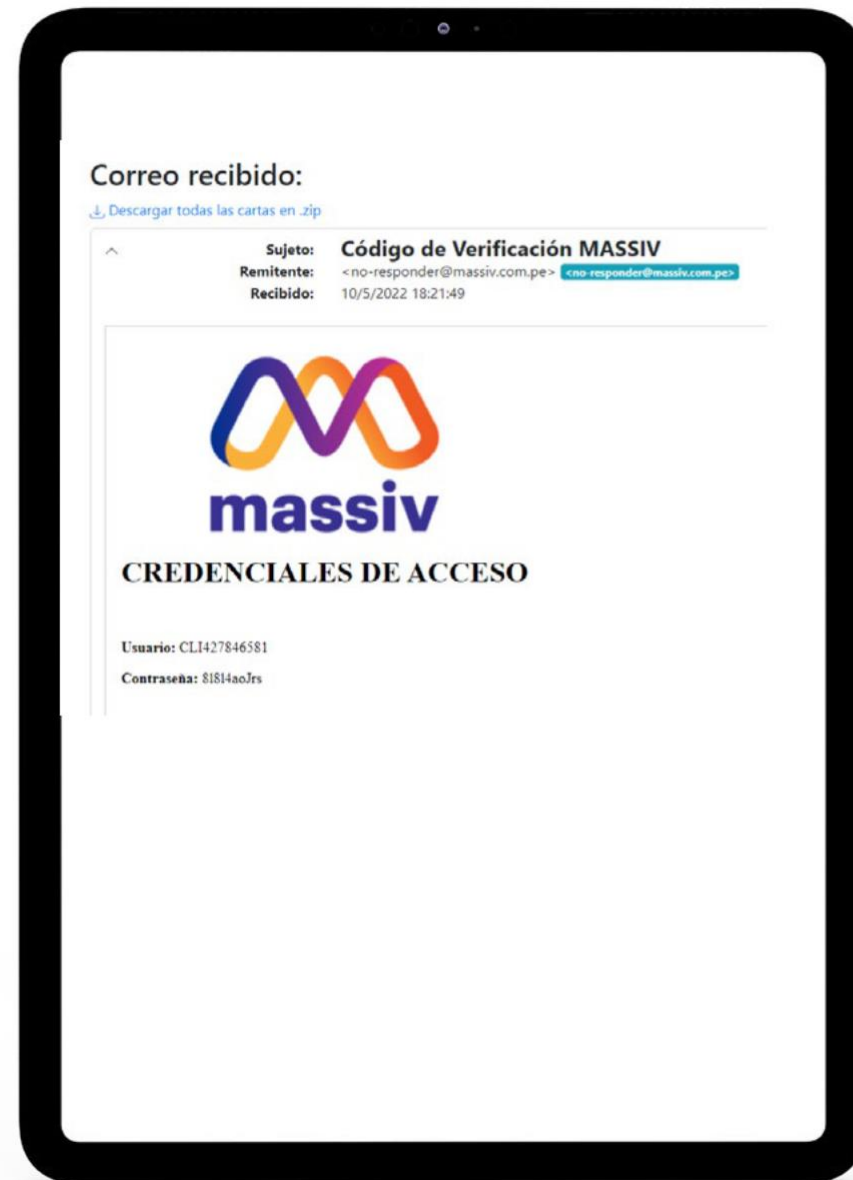 Correo recibido:
Descargar todas las cartas en .zip
Sujeto: Código de Verificación MASSIV
Remitente: <no-responder@massiv.com.pe> <no-responder@massiv.com.pe>
Recibido: 10/5/2022 18:21:49
massiv
CREDENCIALES DE ACCESO
Usuario: CLI427846581
Contraseña: 81814aoJrs